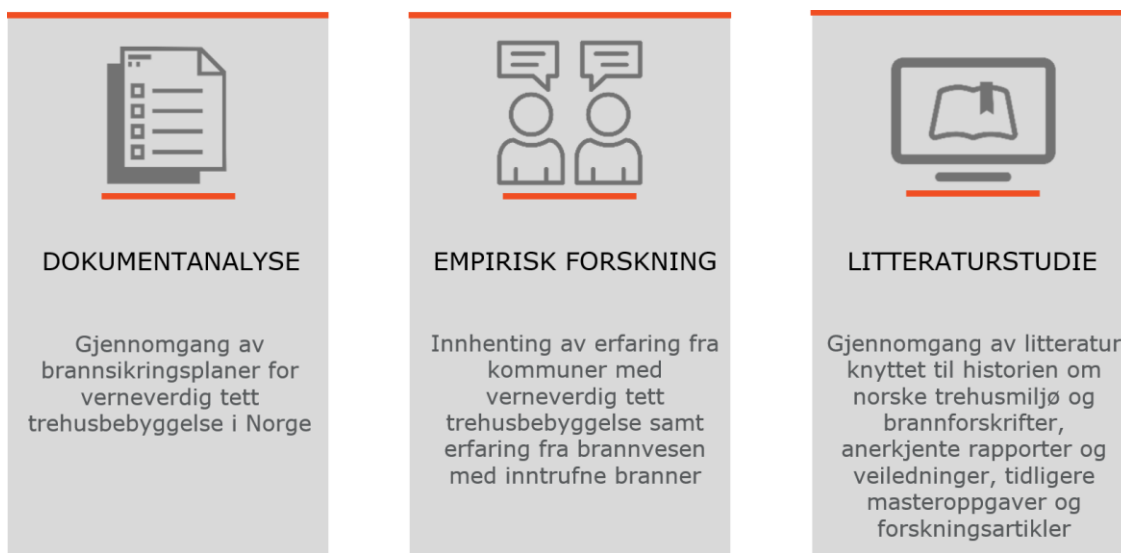 DOKUMENTANALYSE
Gjennomgang av
brannsikringsplaner for
verneverdig tett
trehusbebyggelse i Norge
EMPIRISK FORSKNING
Innhenting av erfaring fra
kommuner med
verneverdig tett
trehusbebyggelse samt
erfaring fra brannvesen
med inntrufne branner
LITTERATURSTUDIE
Gjennomgang av litteratur
knyttet til historien om
norske trehusmiljø og
brannforskrifter,
anerkjente rapporter og
veiledninger, tidligere
masteroppgaver og
forskningsartikler